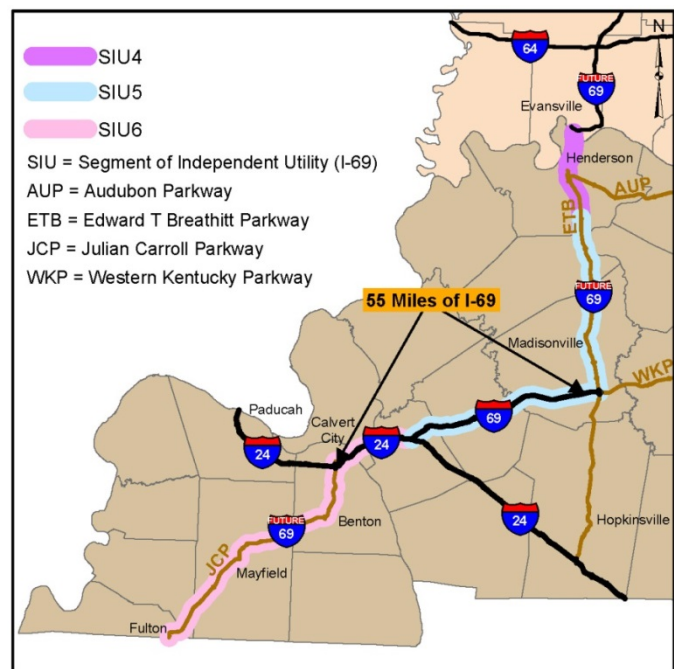 SIU4
SIU5
SIU6
SIU = Segment of Independent Utility (I-69)
AUP = Audubon Parkway
ETB = Edward T Breathitt Parkway
JCP = Julian Carroll Parkway
WKP = Western Kentucky Parkway
64
N
FUTURE
69
Evansville
Henderson
AUP
ETB
55 Miles of I-69
FUTURE
69
Madisonville
WKP
Paducah
Calvert
City
69
24
24
24
Hopkinsville
Benton
FUTURE
69
JCP
Mayfield
Fulton